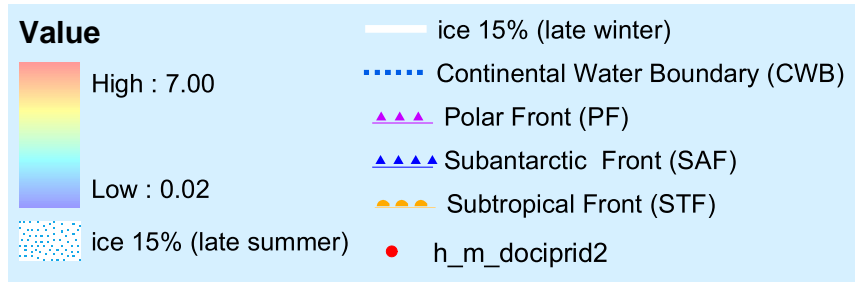 Value
High : 7.00
Low : 0.02
ice 15% (late summer)
ice 15% (late winter)
Continental Water Boundary (CWB)
Polar Front (PF)
Subantarctic Front (SAF)
Subtropical Front (STF)
h_m_dociprid2